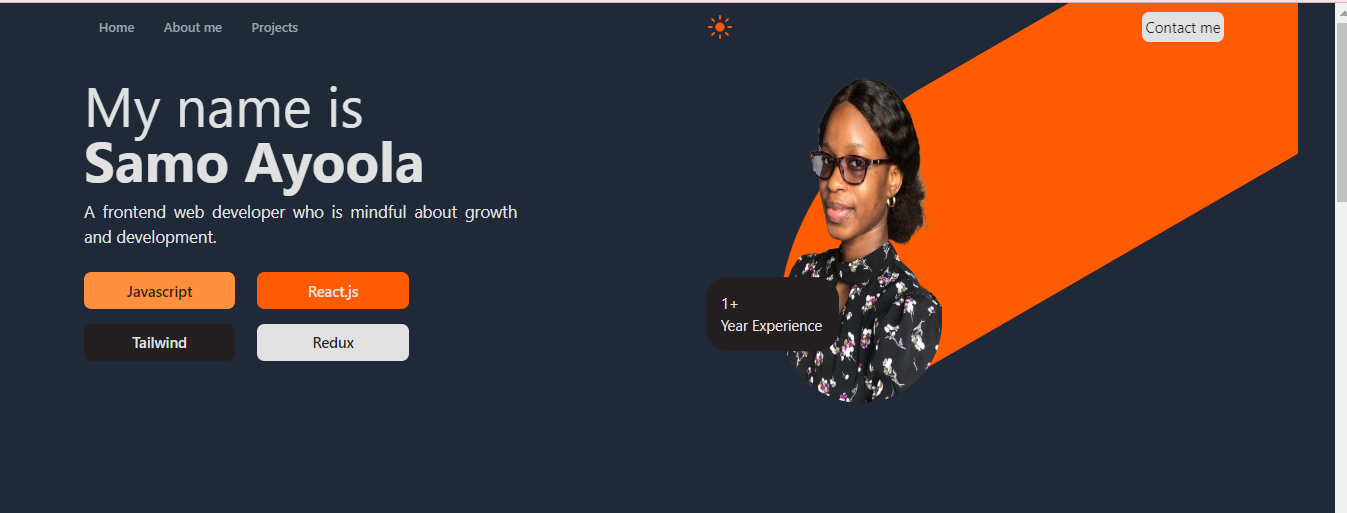 Home About me Projects Contact me
My name is
Samo Ayoola
A frontend web developer who is mindful about growth
and development.
Javascript React.js
Tailwind Redux
1+
Year Experience